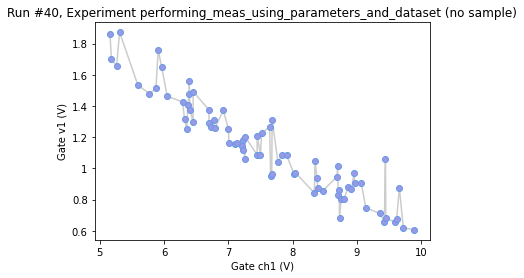 Run #40, Experiment performing_meas_using_parameters_and_dataset (no sample)
1.8
1.6
1.4
1.2
1
0.8
0.6
Gate v1 (V)
5 6 7 8 9 10
Gate ch1 (V)